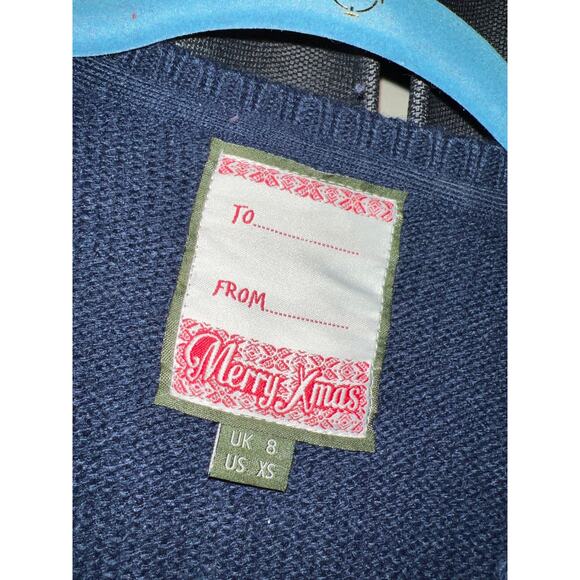 TO....................
FROM................
Merry Xmas
UK 8
US XS